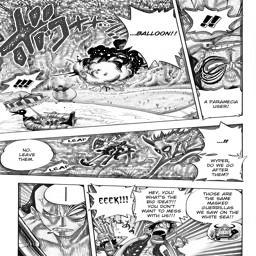 !!
A PARAMECIA
USER!
...BALLOON!!
!!!
...!!
WYPER,
DO WE
GO AFTER
THEM?
LEAP
LEAP
NO.
LEAVE
THEM.
THOSE ARE
THE SAME
MASKED
GUERRILLAS
WE SAW ON THE
WHITE SEA!!
HEY, YOU!
WHAT'S THE
BIG IDEA?!
YOU DON'T
WANT TO MESS
WITH US!!!
EEEK!!!